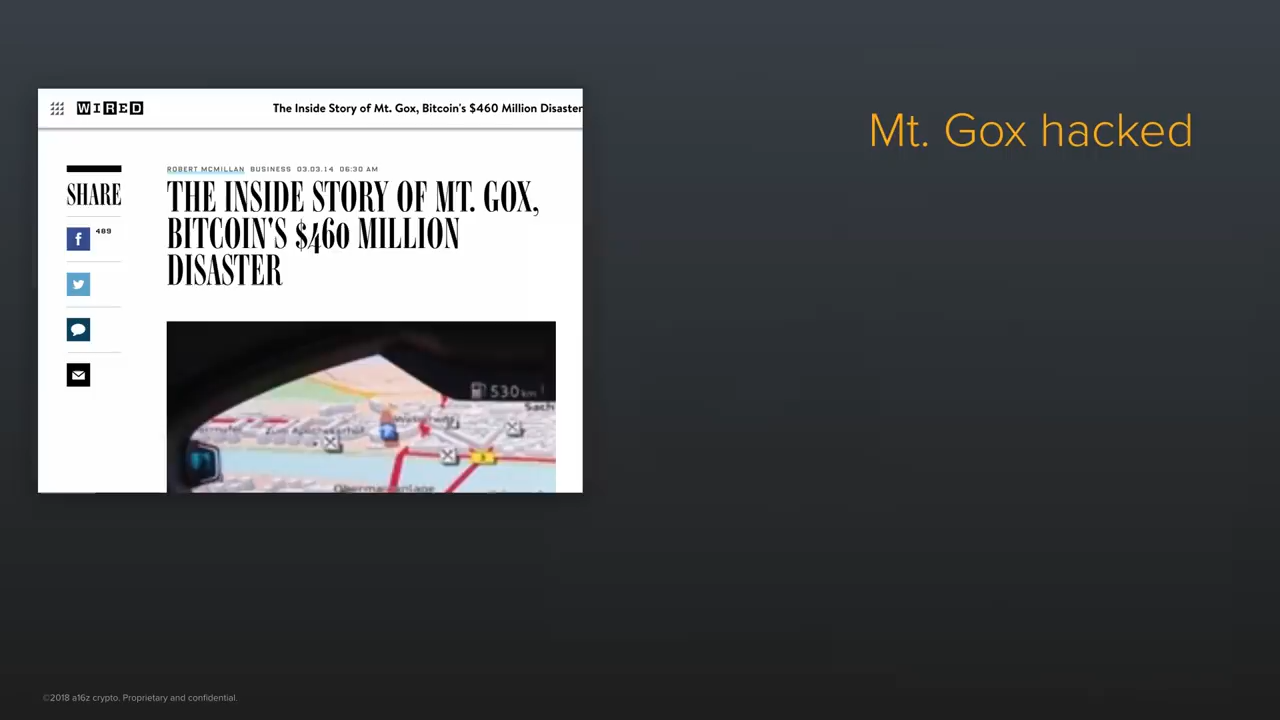 WIRED
The Inside Story of Mt. Gox, Bitcoin's $460 Million Disaster
Mt. Gox hacked
ROBERT MCMILLAN BUSINESS 03.03.14 06:30 AM
SHARE
THE INSIDE STORY OF MT. GOX,
BITCOIN'S $460 MILLION
DISASTER
f 489
530 km
Sach
3
©2018 a16z crypto. Proprietary and confidential.